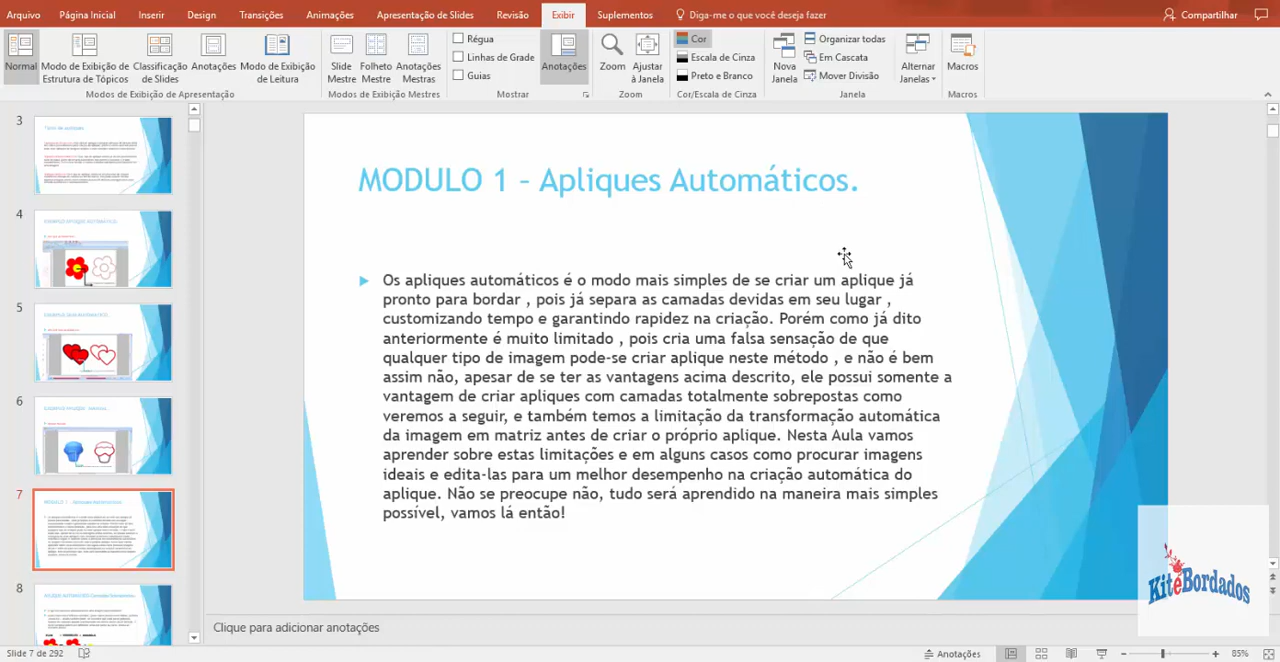 Arquivo Página Inicial Inserir Design Transições Animações Apresentação de Slides Revisão Exibir Suplementos Diga-me o que você deseja fazer Compartilhar
Normal Modo de Exibição de Estrutura de Tópicos Classificação de Slides Anotações Modo de Exibição de Leitura
Modos de Exibição de Apresentação
Slide Mestre Folheto Mestre Anotações Mestras
Modos de Exibição Mestres
Régua
Linhas de Grade
Guias
Anotações
Mostrar
Zoom Ajustar à Janela
Zoom
Cor
Escala de Cinza
Preto e Branco
Cor/Escala de Cinza
Nova Janela
Organizar todas
Em Cascata
Mover Divisão
Alternar Janelas
Janela
Macros
Macros
3
4
5
6
7
8
MODULO 1 – Apliques Automáticos.
Os apliques automáticos é o modo mais simples de se criar um aplique já
pronto para bordar , pois já separa as camadas devidas em seu lugar ,
customizando tempo e garantindo rapidez na criação. Porém como já dito
anteriormente é muito limitado , pois cria uma falsa sensação de que
qualquer tipo de imagem pode-se criar aplique neste método , e não é bem
assim não, apesar de se ter as vantagens acima descrito, ele possui somente a
vantagem de criar apliques com camadas totalmente sobrepostas como
veremos a seguir, e também temos a limitação da transformação automática
da imagem em matriz antes de criar o próprio aplique. Nesta Aula vamos
aprender sobre estas limitações e em alguns casos como procurar imagens
ideais e edita-las para um melhor desempenho na criação automática do
aplique. Não se preocupe não, tudo será aprendido na maneira mais simples
possível, vamos lá então!
KitêBordados
Clique para adicionar anotações
Slide 7 de 292 Anotações 85%